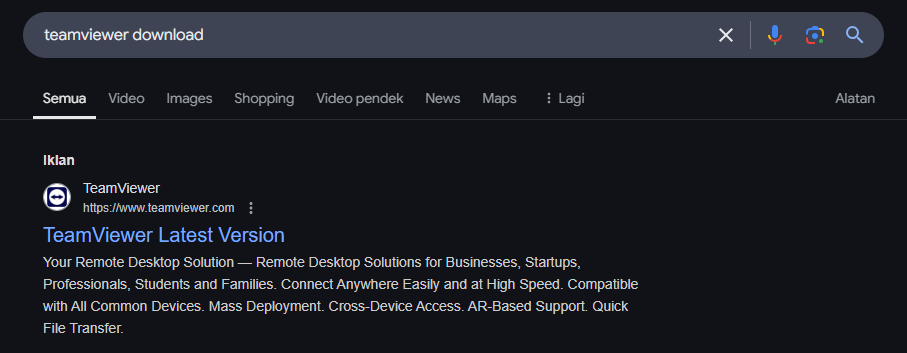 teamviewer download
Semua Video Images Shopping Video pendek News Maps Lagi Alatan
Iklan
TeamViewer
https://www.teamviewer.com
TeamViewer Latest Version
Your Remote Desktop Solution — Remote Desktop Solutions for Businesses, Startups,
Professionals, Students and Families. Connect Anywhere Easily and at High Speed. Compatible
with All Common Devices. Mass Deployment. Cross-Device Access. AR-Based Support. Quick
File Transfer.